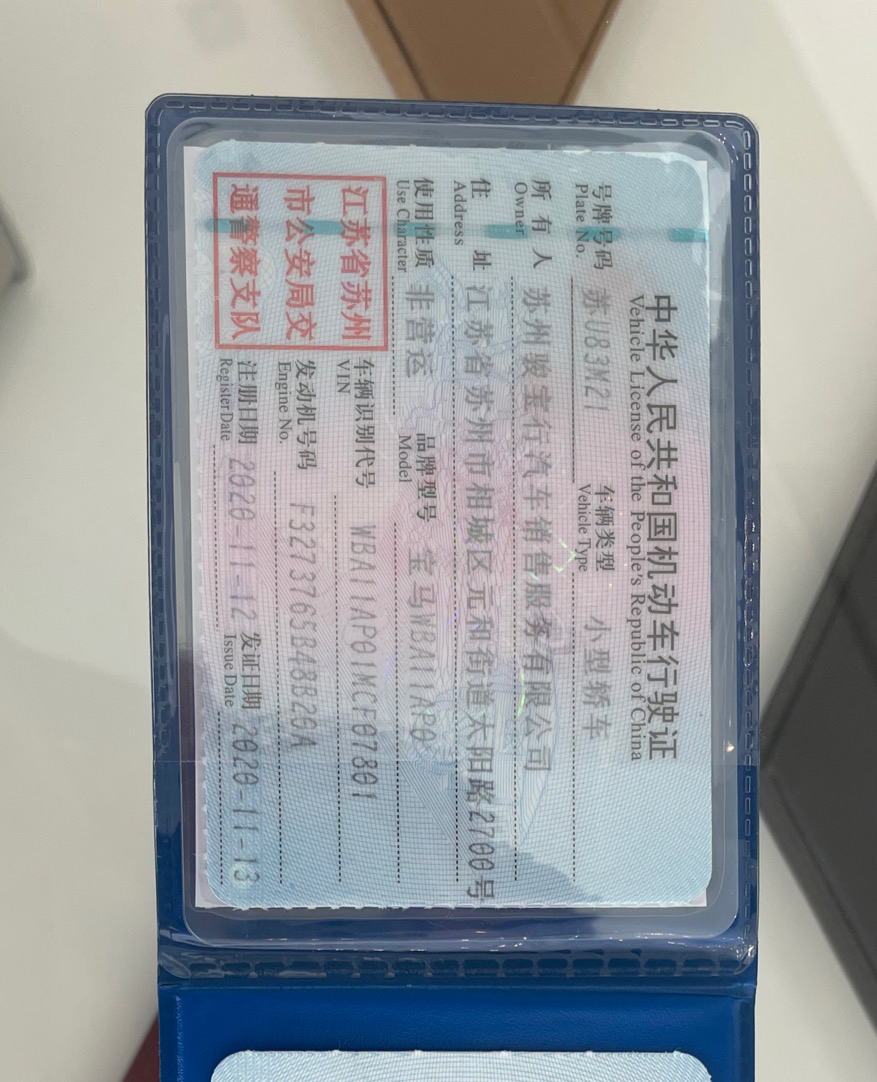 中华人民共和国机动车行驶证
Vehicle License of the People's Republic of China
号牌号码 苏U83M21 车辆类型 小型轿车
Plate No. Vehicle Type
所有人 苏州骏宝行汽车销售服务有限公司
Owner
住址 江苏省苏州市相城区元和街道太阳路2700号
Address
使用性质 非营运 品牌型号 宝马WBA11AP0
Use Character Model
江苏省苏州
市公安局交
通警察支队
车辆识别代号 WBA11AP01MCF07801
VIN
发动机号码 F3273765B48B20A
Engine No.
注册日期 2020-11-12 发证日期 2020-11-13
Register Date Issue Date